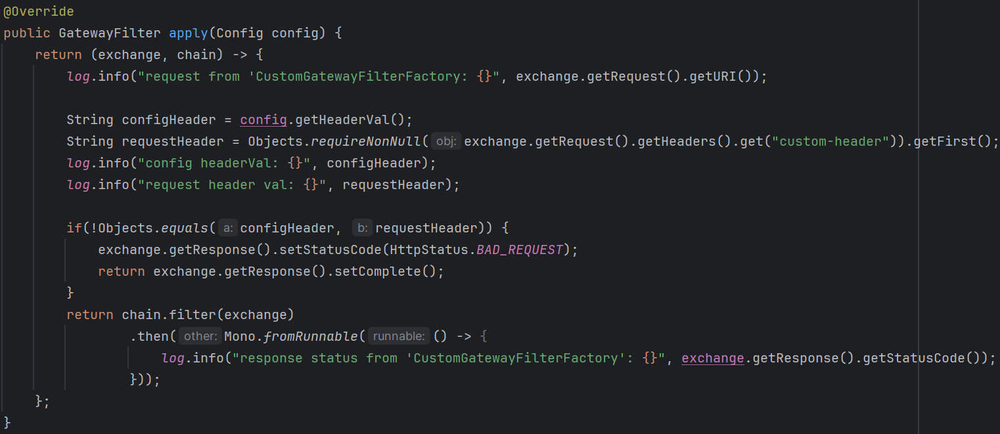 @Override
public GatewayFilter apply(Config config) {
    return (exchange, chain) -> {
        log.info("request from 'CustomGatewayFilterFactory: {}", exchange.getRequest().getURI());

        String configHeader = config.getHeaderVal();
        String requestHeader = Objects.requireNonNull( obj: exchange.getRequest().getHeaders().get("custom-header")).getFirst();
        log.info("config headerVal: {}", configHeader);
        log.info("request header val: {}", requestHeader);

        if(!Objects.equals( a: configHeader, b: requestHeader)) {
            exchange.getResponse().setStatusCode(HttpStatus.BAD_REQUEST);
            return exchange.getResponse().setComplete();
        }
        return chain.filter(exchange)
                .then( other: Mono.fromRunnable( runnable: () -> {
                    log.info("response status from 'CustomGatewayFilterFactory': {}", exchange.getResponse().getStatusCode());
                }));
    };
}